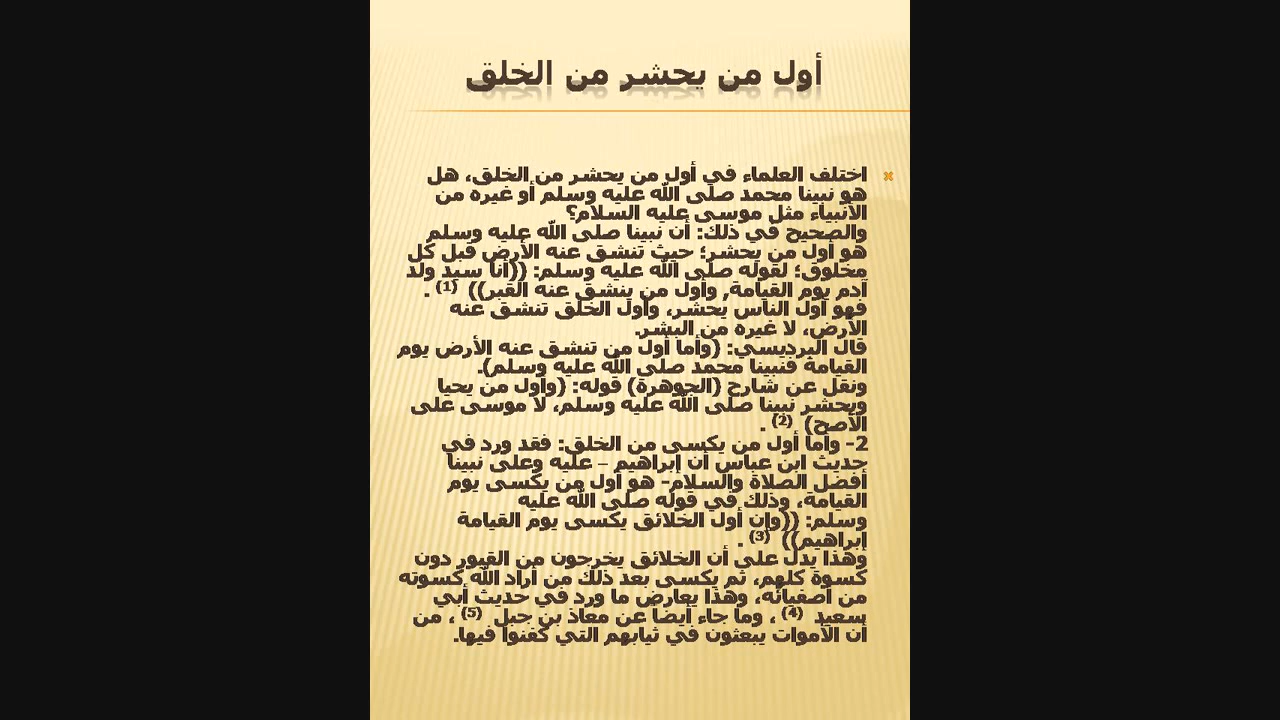 أول من يحشر من الخلق
اختلف العلماء في أول من يحشر من الخلق، هل
هو نبينا محمد صلى الله عليه وسلم أو غيره من
الأنبياء مثل موسى عليه السلام؟
والصحيح في ذلك: أن نبينا صلى الله عليه وسلم
هو أول من يحشر؛ حيث تنشق عنه الأرض قبل كل
مخلوق؛ لقوله صلى الله عليه وسلم: ((أنا سيد ولد
آدم يوم القيامة, وأول من ينشق عنه القبر)) (1) .
فهو أول الناس يحشر، وأول الخلق تنشق عنه
الأرض، لا غيره من البشر.
قال البرديسي: (وأما أول من تنشق عنه الأرض يوم
القيامة فنبينا محمد صلى الله عليه وسلم).
ونقل عن شارح (الجوهرة) قوله: (وأول من يحيا
ويحشر نبينا صلى الله عليه وسلم، لا موسى على
الأصح) (2) .
2- وأما أول من يكسى من الخلق: فقد ورد في
حديث ابن عباس أن إبراهيم – عليه وعلى نبينا
أفضل الصلاة والسلام- هو أول من يكسى يوم
القيامة، وذلك في قوله صلى الله عليه
وسلم: ((وإن أول الخلائق يكسى يوم القيامة
إبراهيم)) (3) .
وهذا يدل على أن الخلائق يخرجون من القبور دون
كسوة كلهم، ثم يكسى بعد ذلك من أراد الله كسوته
من أصفيائه، وهذا يعارض ما ورد في حديث أبي
سعيد (4) ، وما جاء أيضاً عن معاذ بن جبل (5) ، من
أن الأموات يبعثون في ثيابهم التي كفنوا فيها.